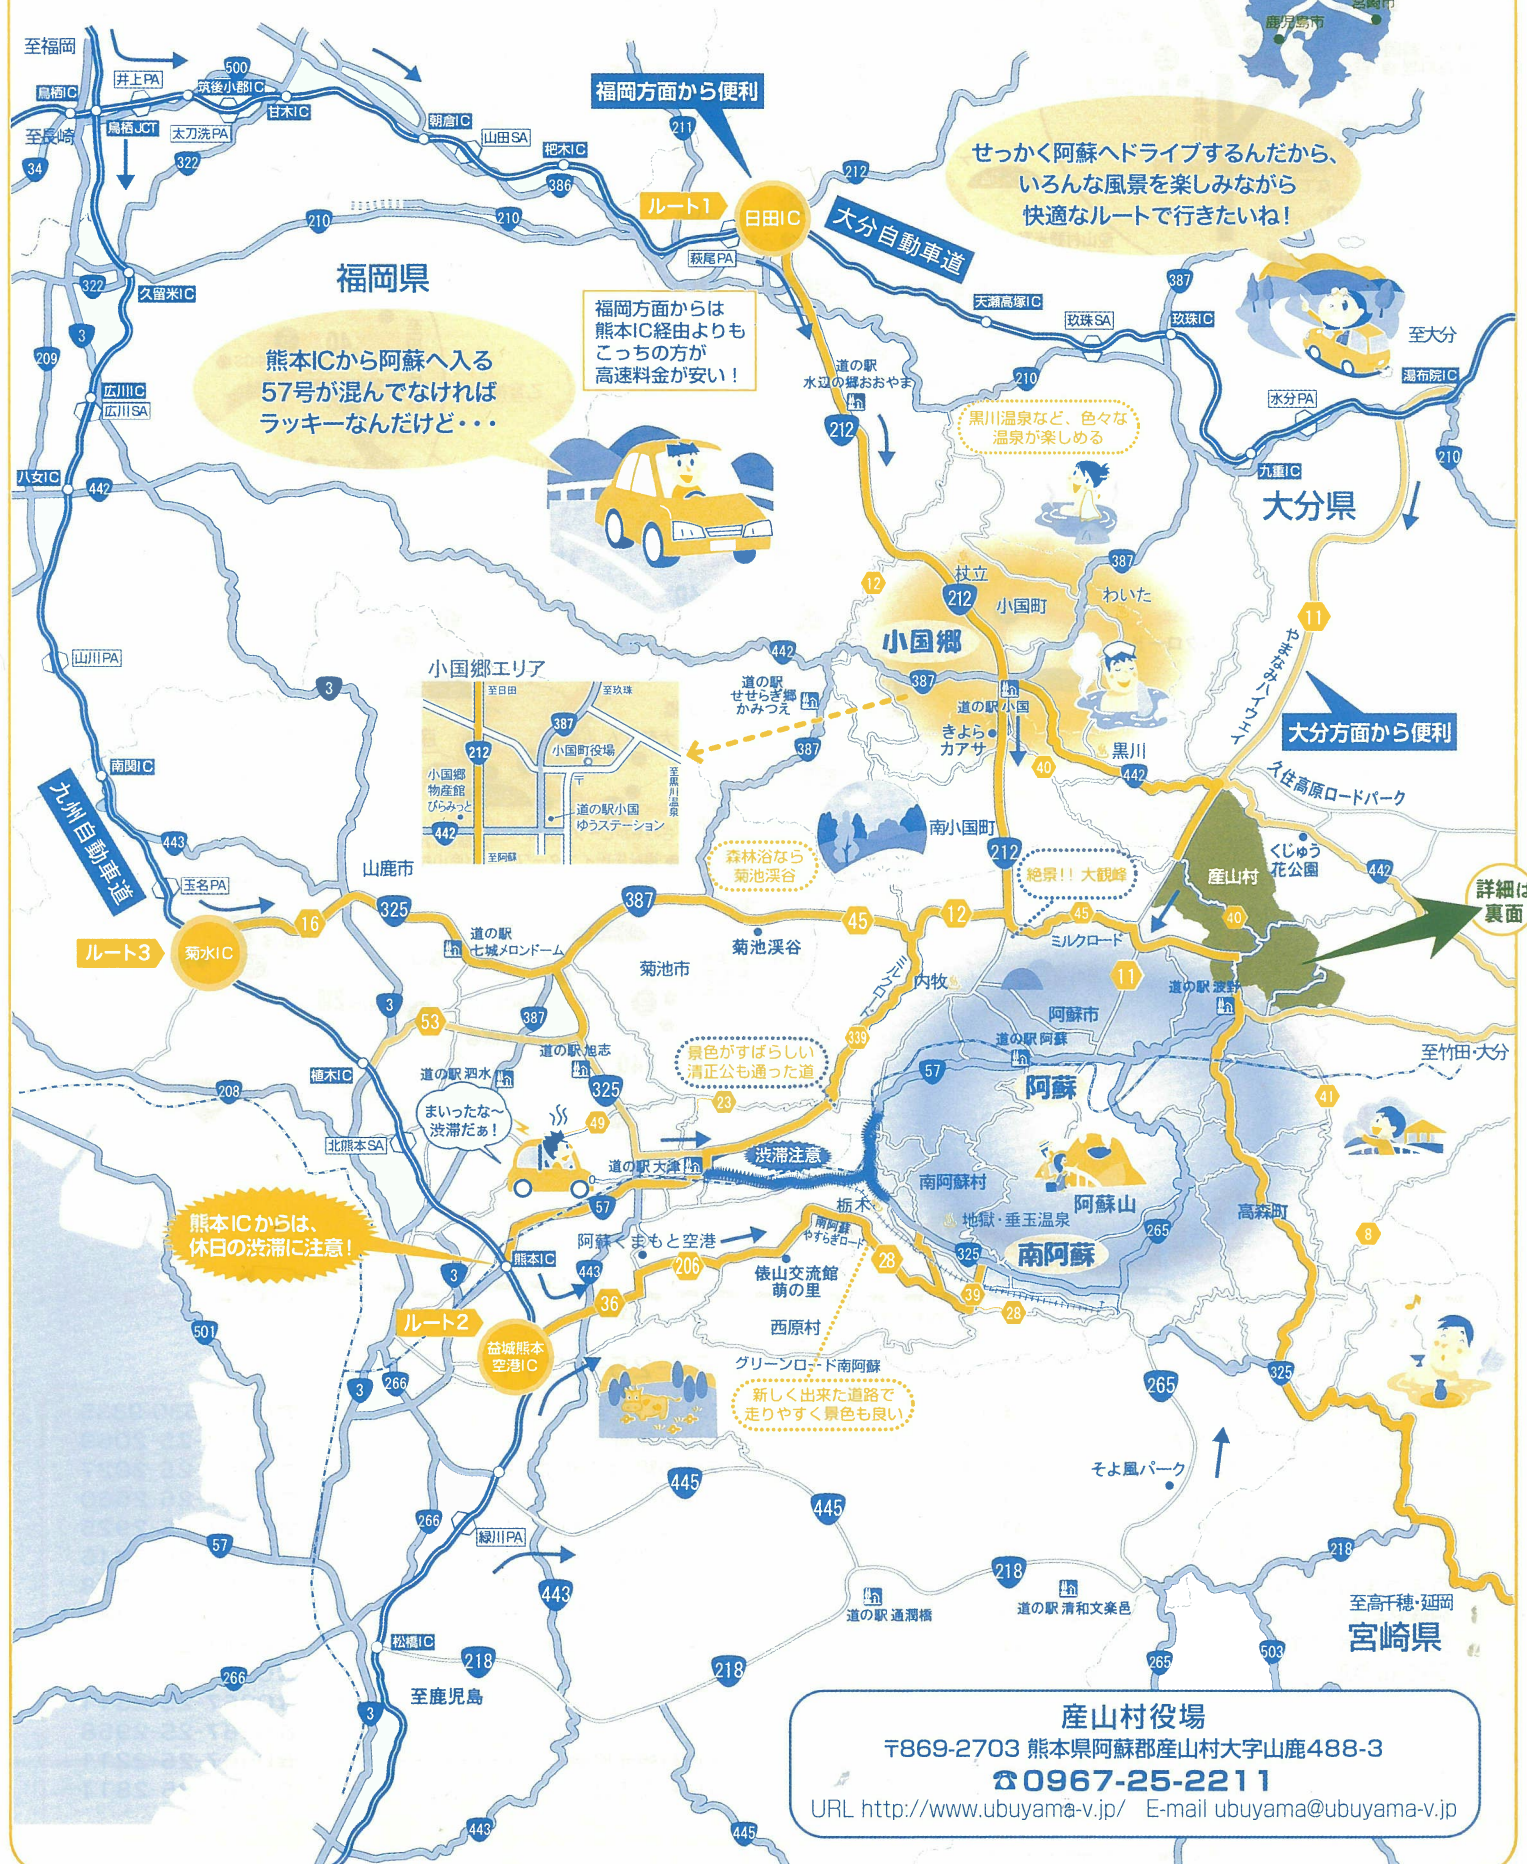 宮崎市
鹿児島市
至福岡
500
井上PA
筑後小郡IC
鳥栖IC
甘木IC
鳥栖JCT
太刀洗PA
至長崎
34
322
朝倉IC
山田SA
杷木IC
386
福岡方面から便利
211
212
ルート1
日田IC
萩尾PA
大分自動車道
せっかく阿蘇へドライブするんだから、
いろんな風景を楽しみながら
快適なルートで行きたいね!
210
210
322
久留米IC
福岡県
3
209
福岡方面からは
熊本IC経由よりも
こっちの方が
高速料金が安い!
熊本ICから阿蘇へ入る
57号が混んでなければ
ラッキーなんだけど・・・
天瀬高塚IC
玖珠SA
387
玖珠IC
至大分
湯布院IC
210
水分PA
九重IC
210
大分県
道の駅
水辺の郷おおやま
212
黒川温泉など、色々な
温泉が楽しめる
広川IC
広川SA
八女IC
442
山川PA
3
442
12
杖立
212
小国町
387
わいた
小国郷
11
やまなみハイウェイ
大分方面から便利
387
道の駅
せせらぎ郷
かみつえ
387
道の駅 小国
きよら
カアサ
黒川
40
442
久住高原ロードパーク
小国郷エリア
至日田
至玖珠
387
212
小国町役場
小国郷
物産館
ぴらみっと
〒
至黒川温泉
道の駅小国
ゆうステーション
442
至阿蘇
南関IC
九州自動車道
443
玉名PA
山鹿市
南小国町
212
森林浴なら
菊池渓谷
絶景!! 大観峰
くじゅう
花公園
442
産山村
40
詳細は
裏面
ルート3
菊水IC
16
325
道の駅
七城メロンドーム
387
45
菊池渓谷
菊池市
12
45
ミルクロード
ミルクロード
内牧
11
道の駅 波野
阿蘇市
道の駅 阿蘇
57
阿蘇
至竹田・大分
3
53
387
道の駅 旭志
植木IC
道の駅 泗水
325
339
景色がすばらしい
清正公も通った道
23
49
208
北熊本SA
まいったな~
渋滞だぁ!
道の駅 大津
渋滞注意
57
41
南阿蘇村
阿蘇山
栃木
地獄・垂玉温泉
南阿蘇
265
325
高森町
8
熊本ICからは、
休日の渋滞に注意!
熊本IC
3
阿蘇くまもと空港
443
206
俵山交流館
萌の里
南阿蘇
やすらぎロード
28
39
28
36
ルート2
益城熊本
空港IC
西原村
グリーンロード南阿蘇
新しく出来た道路で
走りやすく景色も良い
501
3
266
325
265
そよ風パーク
445
445
266
緑川PA
57
443
218
道の駅 通潤橋
道の駅 清和文楽邑
218
至高千穂・延岡
宮崎県
松橋IC
218
218
265
503
266
至鹿児島
3
443
445
産山村役場
〒869-2703 熊本県阿蘇郡産山村大字山鹿488-3
☎0967-25-2211
URL http://www.ubuyama-v.jp/ E-mail ubuyama@ubuyama-v.jp